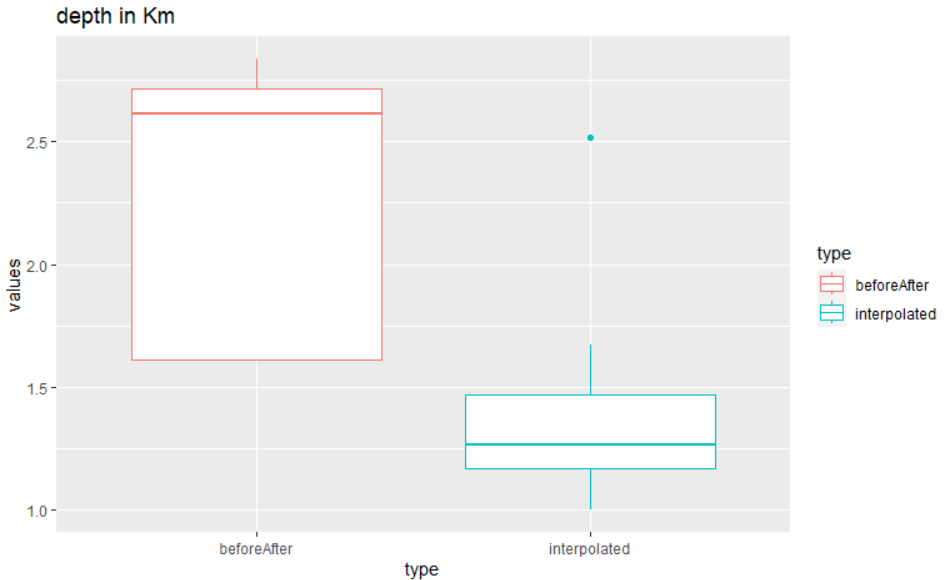 depth in Km
values
2.5
2.0
1.5
1.0
beforeAfter
interpolated
type
type
beforeAfter
interpolated